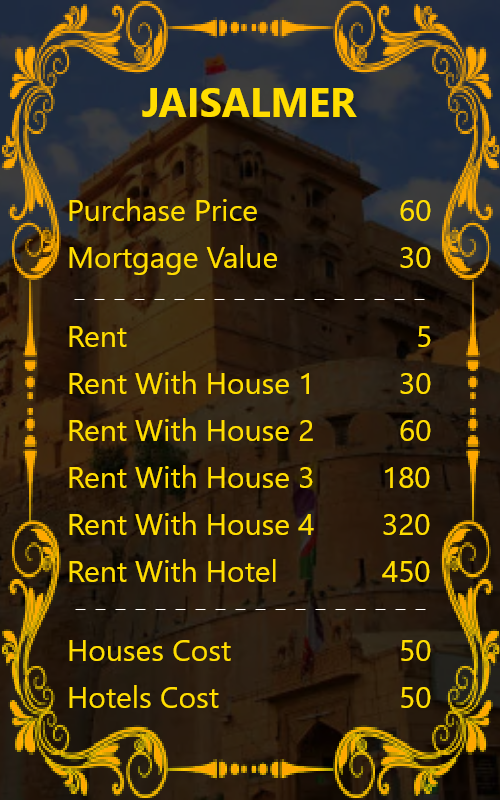 JAISALMER
Purchase Price 60
Mortgage Value 30
Rent 5
Rent With House 1 30
Rent With House 2 60
Rent With House 3 180
Rent With House 4 320
Rent With Hotel 450
Houses Cost 50
Hotels Cost 50